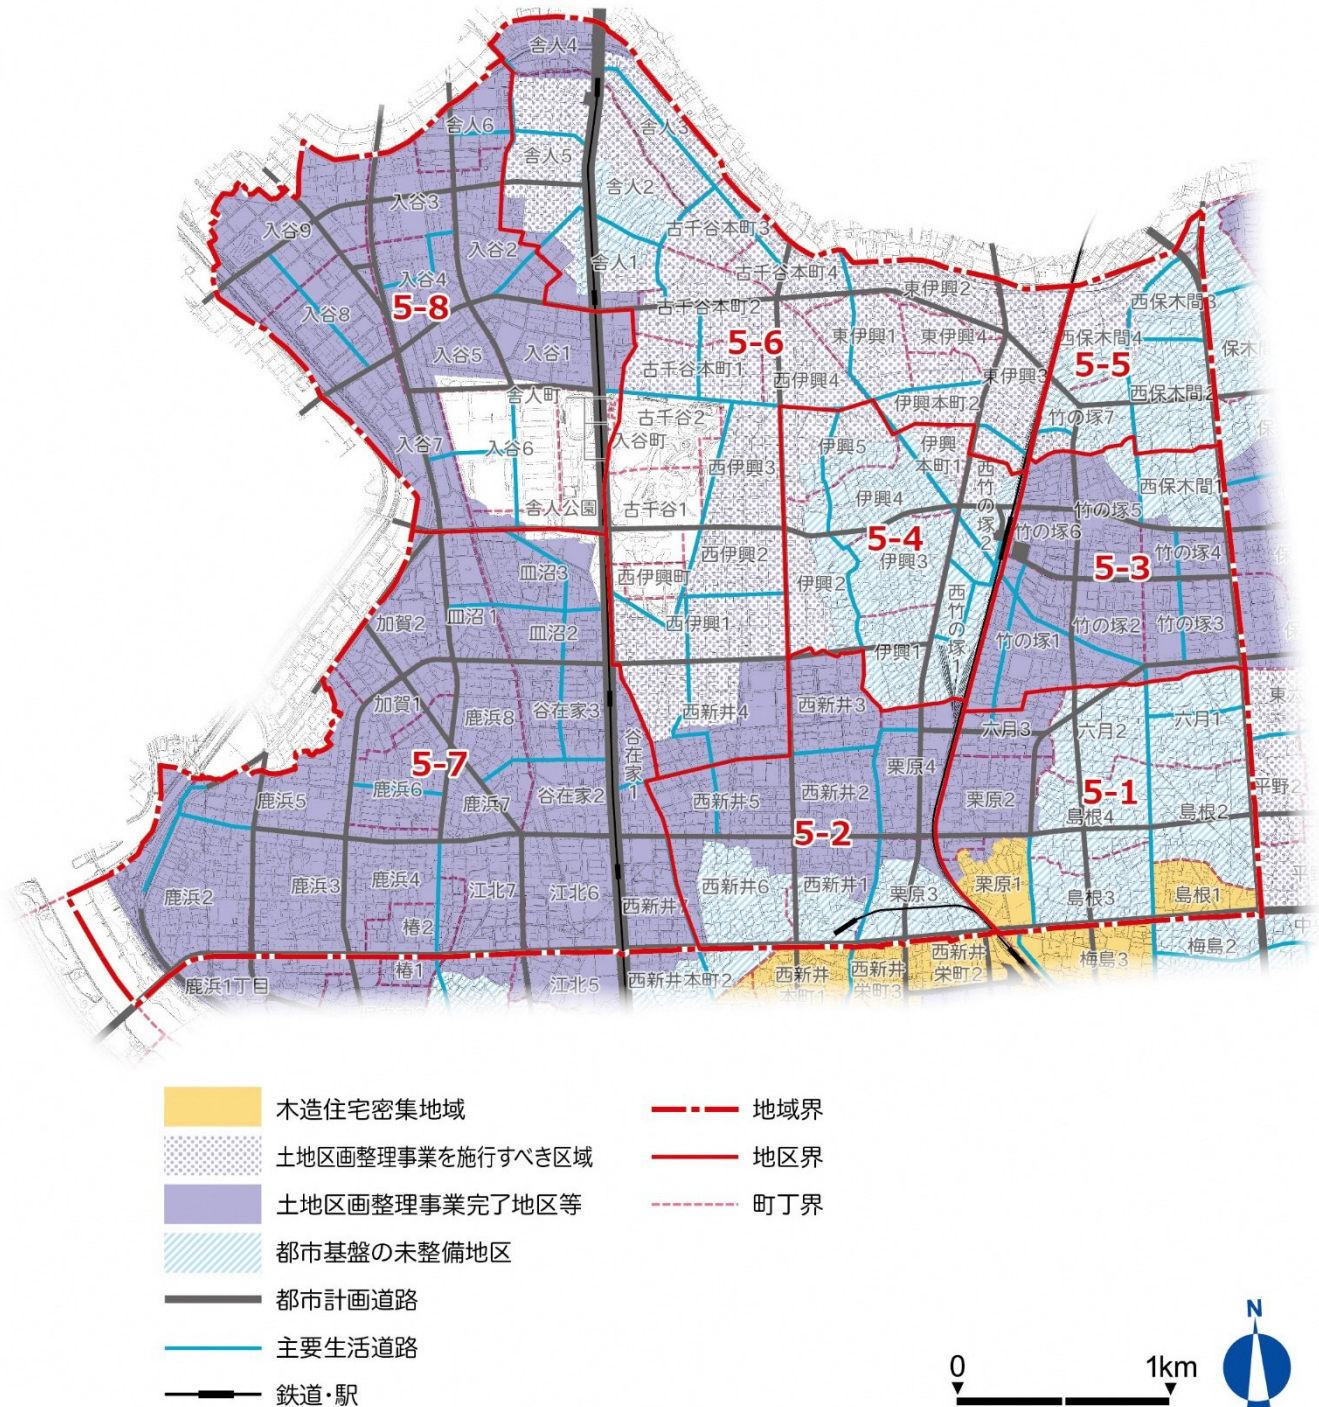 舎人4
舎人6
舎人3
舎人5
舎人2
入谷3
入谷9
入谷2
古千谷本町3
舎人1
古千谷本町4
入谷4
5-8
入谷8
東伊興2
古千谷本町2
西保木間3
5-6
東伊興1
東伊興4
西保木間4
入谷5
入谷1
5-5
古千谷本町1
西伊興4
東伊興3
舎人町
西保木間2
伊興本町2
古千谷2
竹の塚7
入谷町
入谷7
入谷6
伊興5
伊興
本町1
西伊興3
西竹の塚2
西保木間1
伊興4
舎人公園
古千谷1
竹の塚5
竹の塚6
5-4
西伊興2
伊興3
竹の塚4
5-3
皿沼3
西伊興町
伊興2
皿沼1
加賀2
皿沼2
西伊興1
西竹の塚1
竹の塚1
竹の塚2
竹の塚3
伊興1
加賀1
鹿浜8
谷在家3
西新井4
西新井3
六月3
六月2
六月1
谷在家1
5-7
栗原4
鹿浜5
鹿浜6
鹿浜7
谷在家2
西新井5
西新井2
栗原2
5-1
平野2
島根4
島根2
5-2
鹿浜2
鹿浜3
鹿浜4
江北7
江北6
西新井7
西新井6
西新井1
栗原3
栗原1
島根3
島根1
椿2
椿1
鹿浜1丁目
江北5
西新井本町2
西新井
本町1
西新井
栄町3
西新井
栄町2
梅島3
梅島2
木造住宅密集地域
土地区画整理事業を施行すべき区域
土地区画整理事業完了地区等
都市基盤の未整備地区
都市計画道路
主要生活道路
鉄道・駅
地域界
地区界
町丁界
0
1km
N